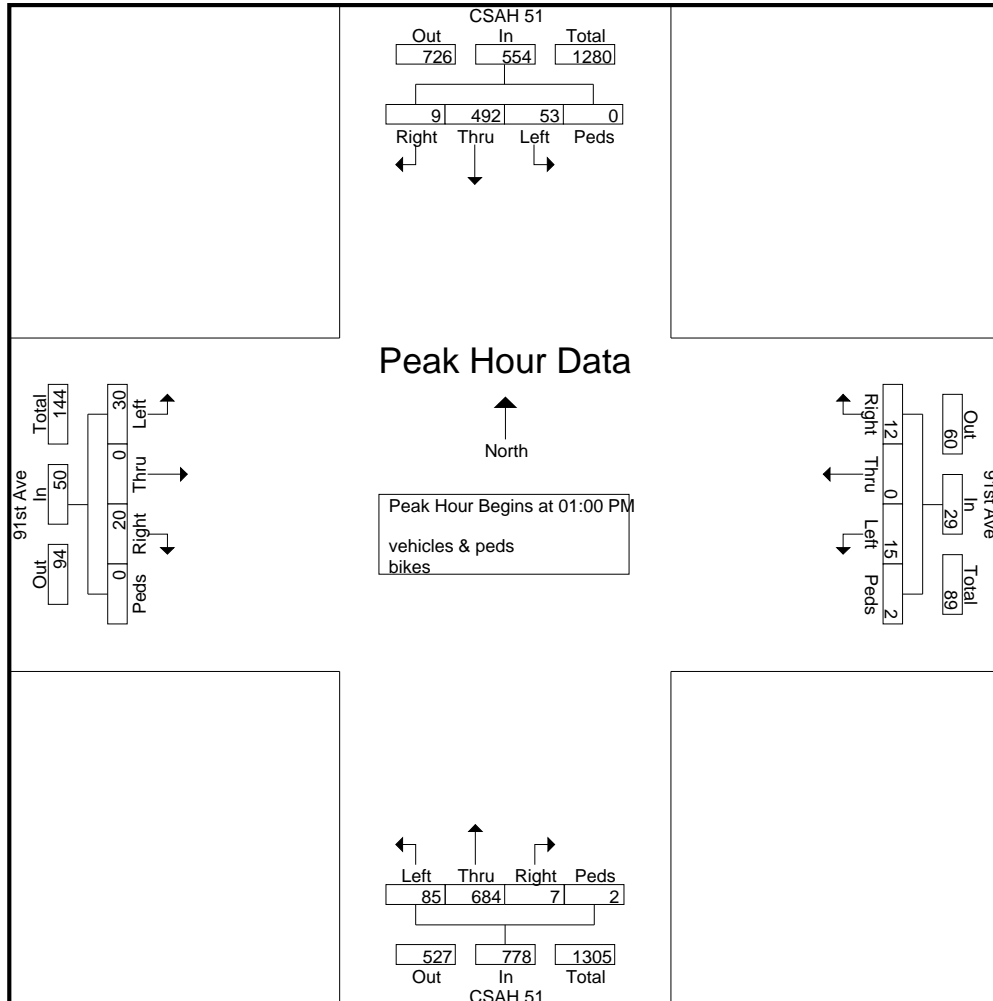 CSAH 51
Out In Total
726 554 1280
9 492 53 0
Right Thru Left Peds
Peak Hour Data
North
Peak Hour Begins at 01:00 PM
vehicles & peds
bikes
91st Ave
Total In Out
144 50 94
30 0 20 0
Left Thru Right Peds
Right Thru Left Peds
12 0 15 2
Out In Total
60 29 89
91st Ave
Left Thru Right Peds
85 684 7 2
527 778 1305
Out In Total
CSAH 51